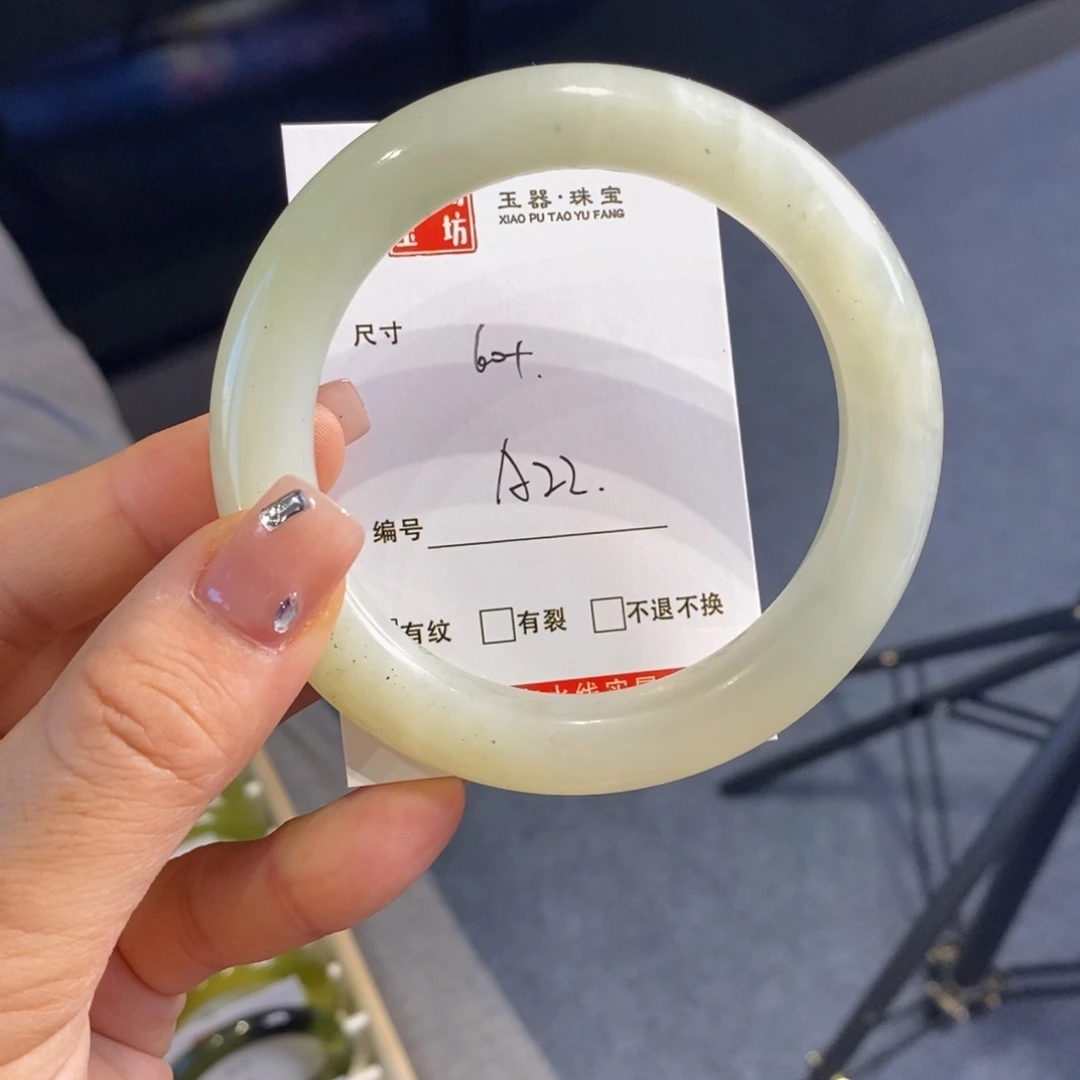 玉器·珠宝
XIAO PU TAO YU FANG
坊
尺寸 60+.
A22.
编号
有纹 有裂 不退不换